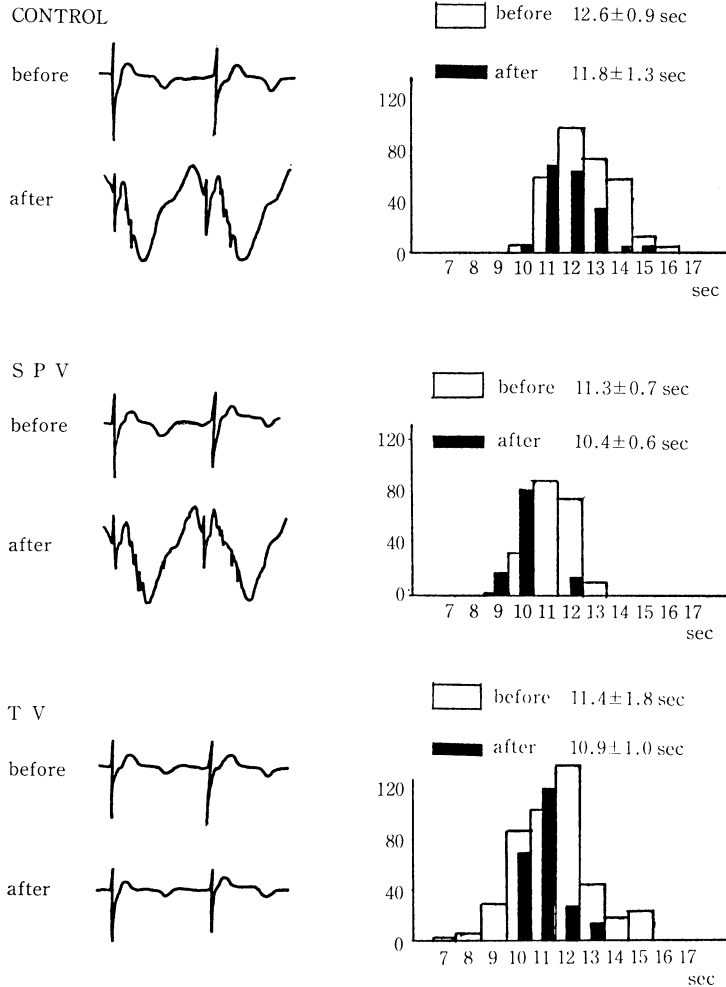 CONTROL
before
after
before 12.6±0.9 sec
after 11.8±1.3 sec
120
80
40
0
7 8 9 10 11 12 13 14 15 16 17
sec
S P V
before
after
before 11.3±0.7 sec
after 10.4±0.6 sec
120
80
40
0
7 8 9 10 11 12 13 14 15 16 17
sec
T V
before
after
before 11.4±1.8 sec
after 10.9±1.0 sec
120
80
40
0
7 8 9 10 11 12 13 14 15 16 17
sec